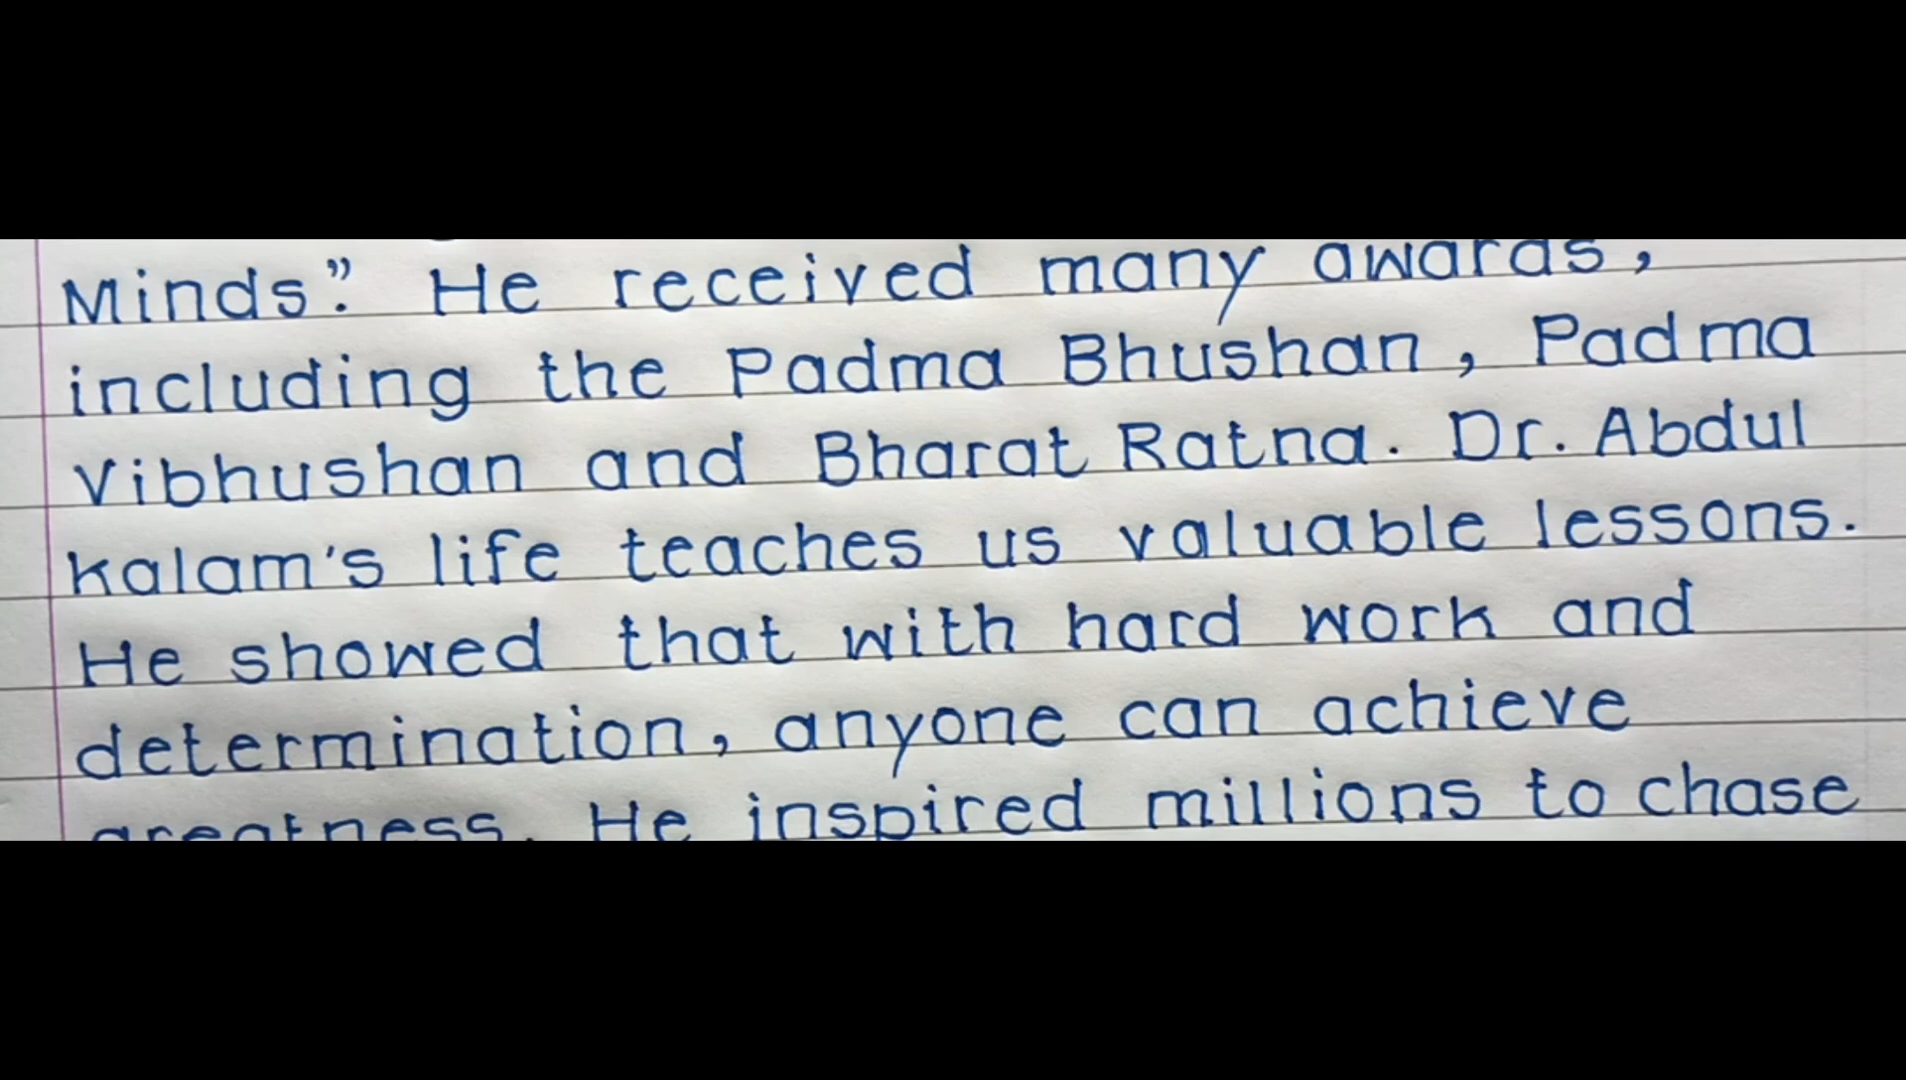 Minds". He received many awards,
including the Padma Bhushan, Padma
Vibhushan and Bharat Ratna. Dr. Abdul
Kalam's life teaches us valuable lessons.
He showed that with hard work and
determination, anyone can achieve
greatness. He inspired millions to chase